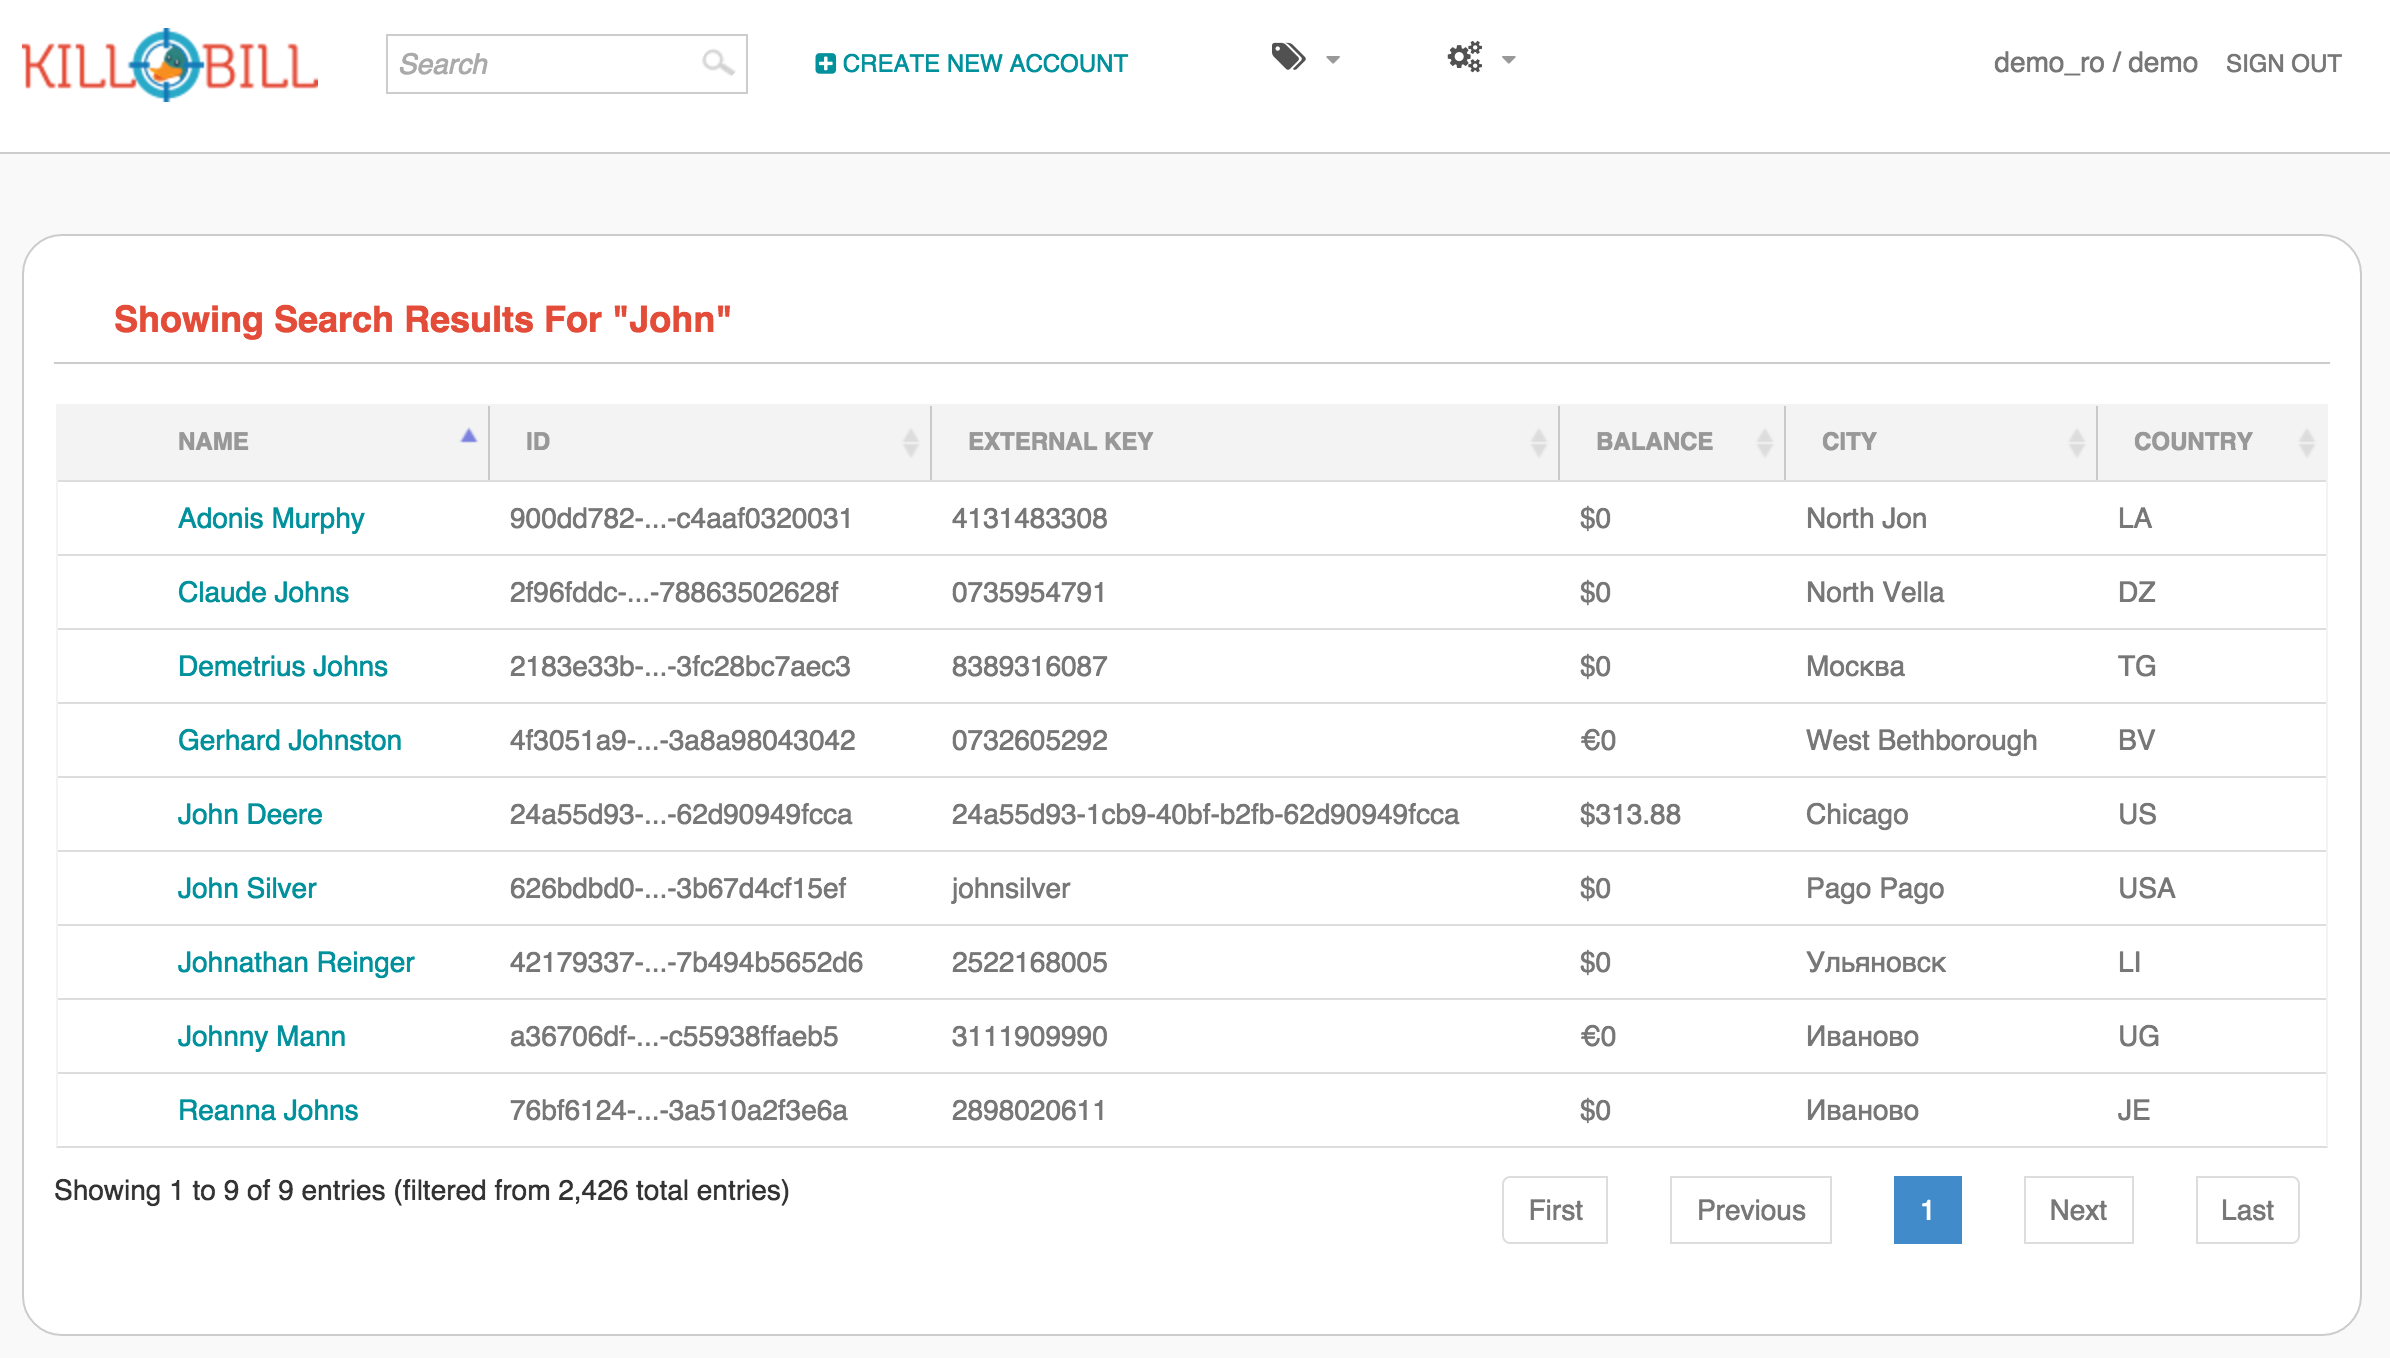 KILL BILL
Search
CREATE NEW ACCOUNT
demo_ro / demo SIGN OUT
Showing Search Results For "John"
NAME ID EXTERNAL KEY BALANCE CITY COUNTRY
Adonis Murphy 900dd782-...-c4aaf0320031 4131483308 $0 North Jon LA
Claude Johns 2f96fddc-...-78863502628f 0735954791 $0 North Vella DZ
Demetrius Johns 2183e33b-...-3fc28bc7aec3 8389316087 $0 Москва TG
Gerhard Johnston 4f3051a9-...-3a8a98043042 0732605292 €0 West Bethborough BV
John Deere 24a55d93-...-62d90949fcca 24a55d93-1cb9-40bf-b2fb-62d90949fcca $313.88 Chicago US
John Silver 626bdbd0-...-3b67d4cf15ef johnsilver $0 Pago Pago USA
Johnathan Reinger 42179337-...-7b494b5652d6 2522168005 $0 Ульяновск LI
Johnny Mann a36706df-...-c55938ffaeb5 3111909990 €0 Иваново UG
Reanna Johns 76bf6124-...-3a510a2f3e6a 2898020611 $0 Иваново JE
Showing 1 to 9 of 9 entries (filtered from 2,426 total entries)
First Previous 1 Next Last